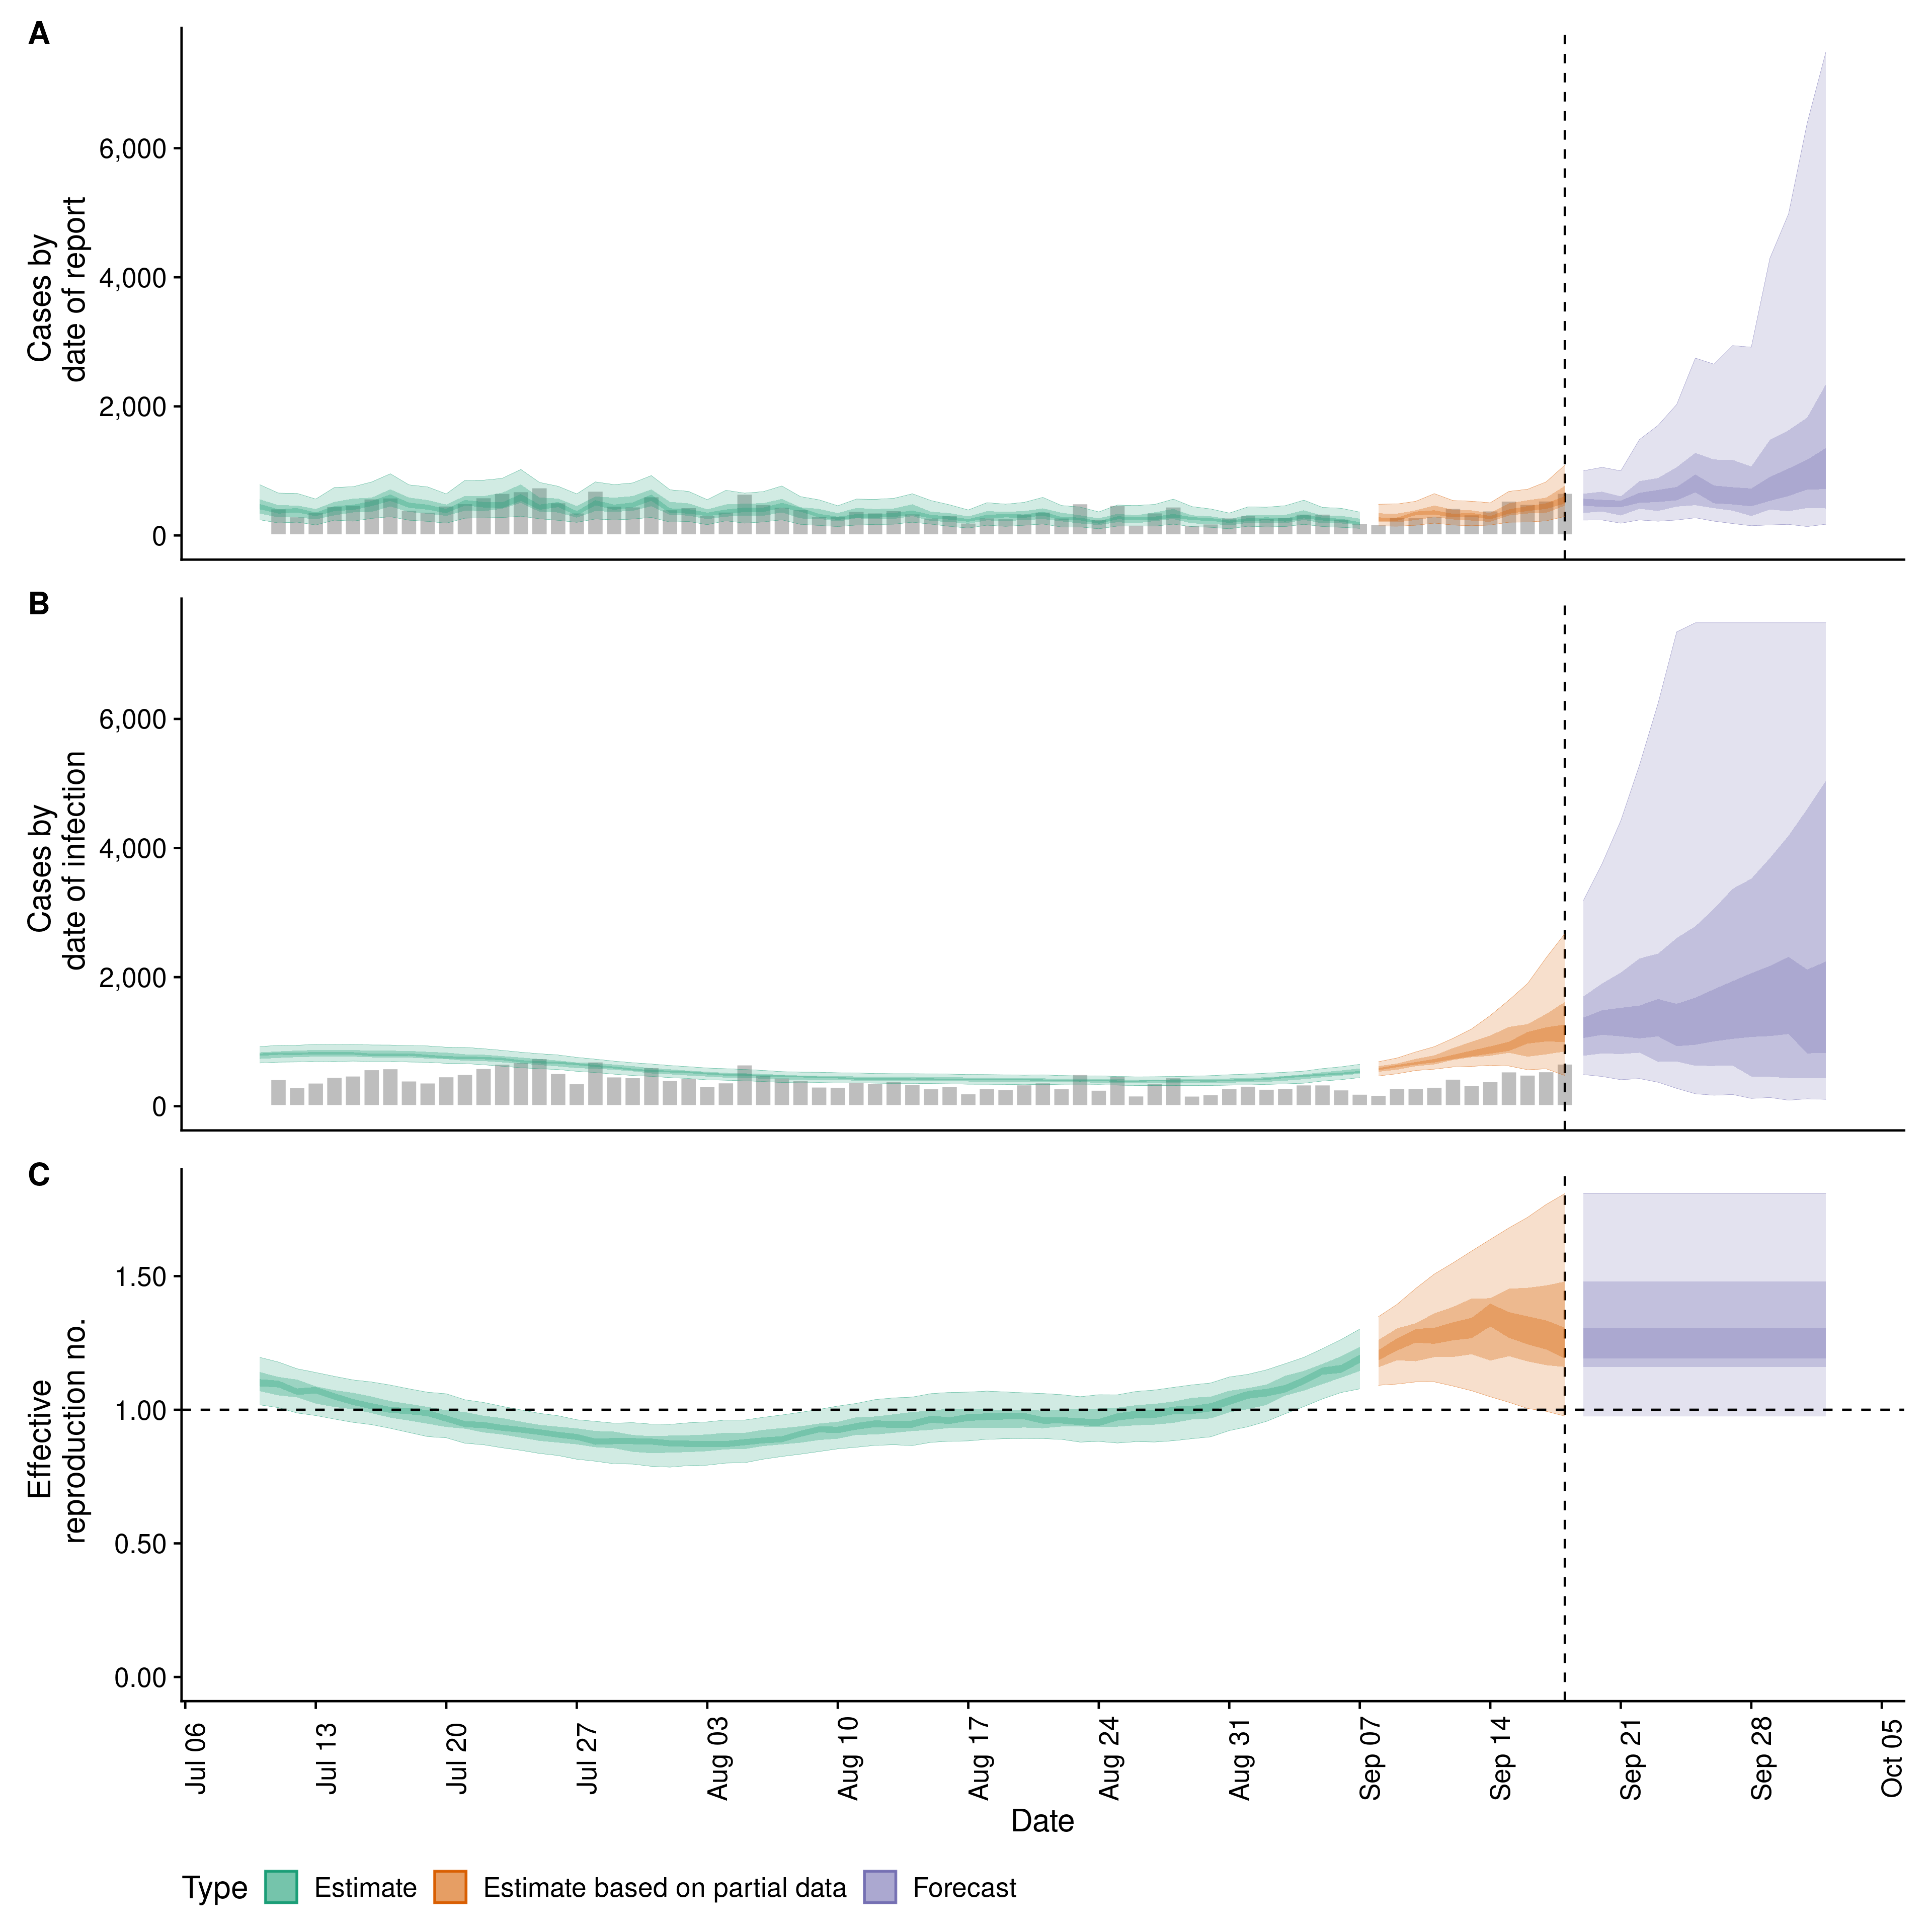 A
Cases by
date of report
6,000
4,000
2,000
0
B
Cases by
date of infection
6,000
4,000
2,000
0
C
Effective
reproduction no.
1.50
1.00
0.50
0.00
Jul 06
Jul 13
Jul 20
Jul 27
Aug 03
Aug 10
Aug 17
Aug 24
Aug 31
Sep 07
Sep 14
Sep 21
Sep 28
Oct 05
Date
Type Estimate Estimate based on partial data Forecast